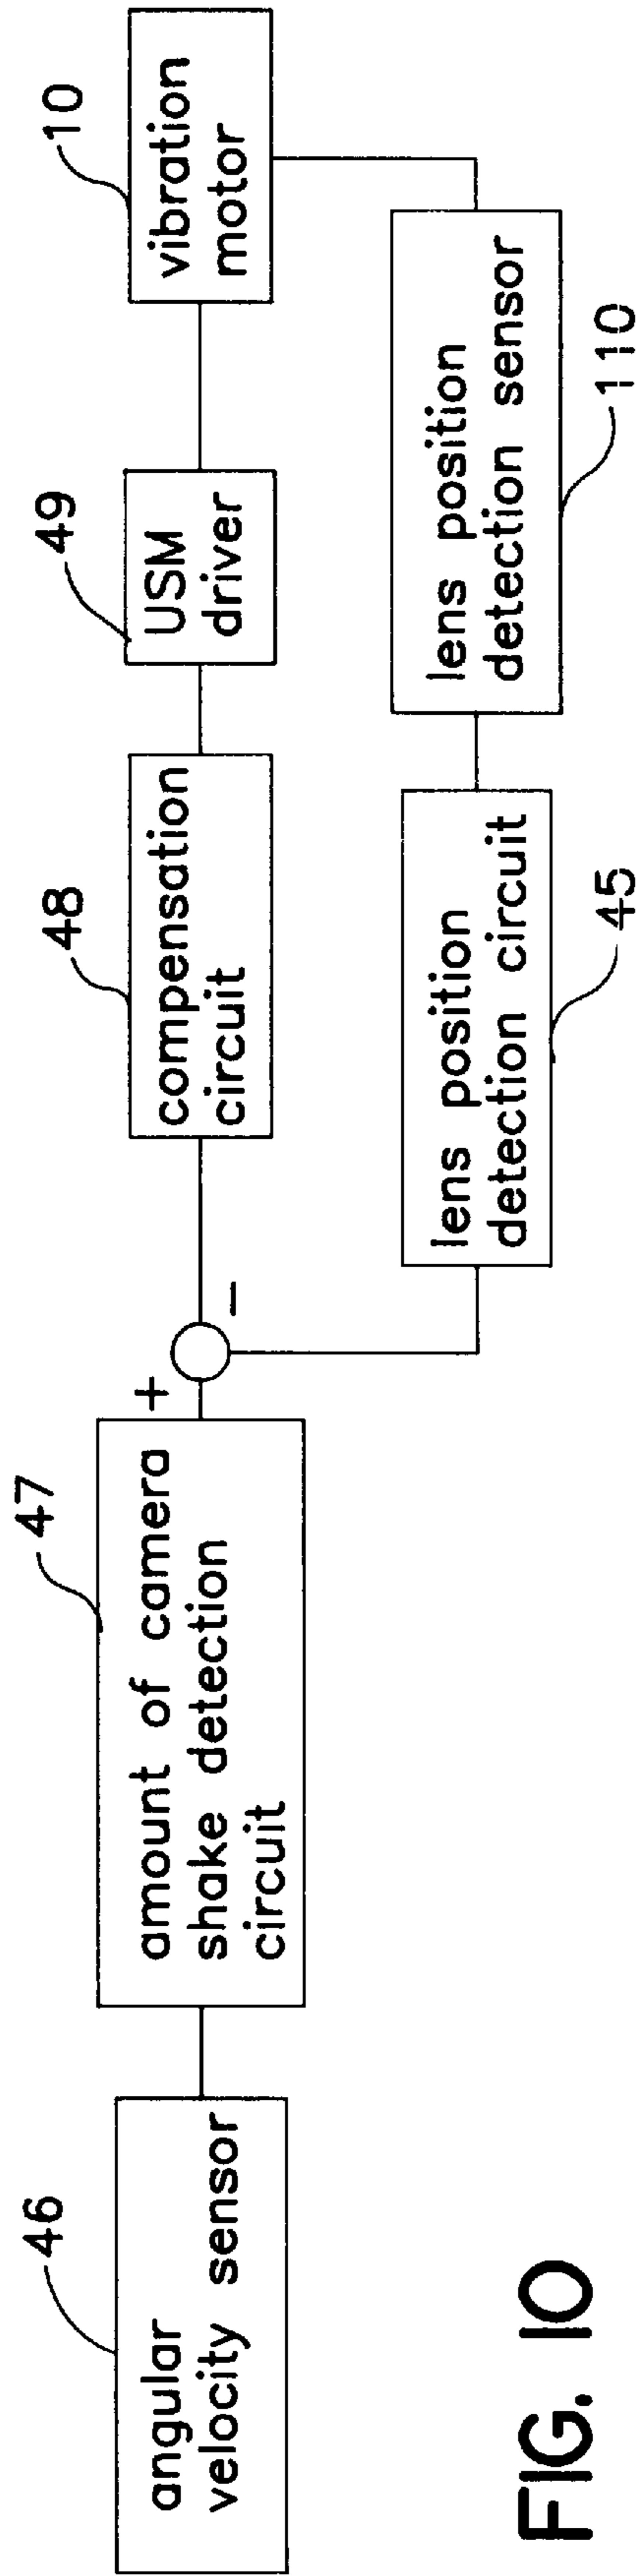 46
angular
velocity sensor
47
amount of camera
shake detection
circuit
+
-
48
compensation
circuit
49
USM
driver
10
vibration
motor
lens position
detection circuit
45
lens position
detection sensor
110
FIG. 10